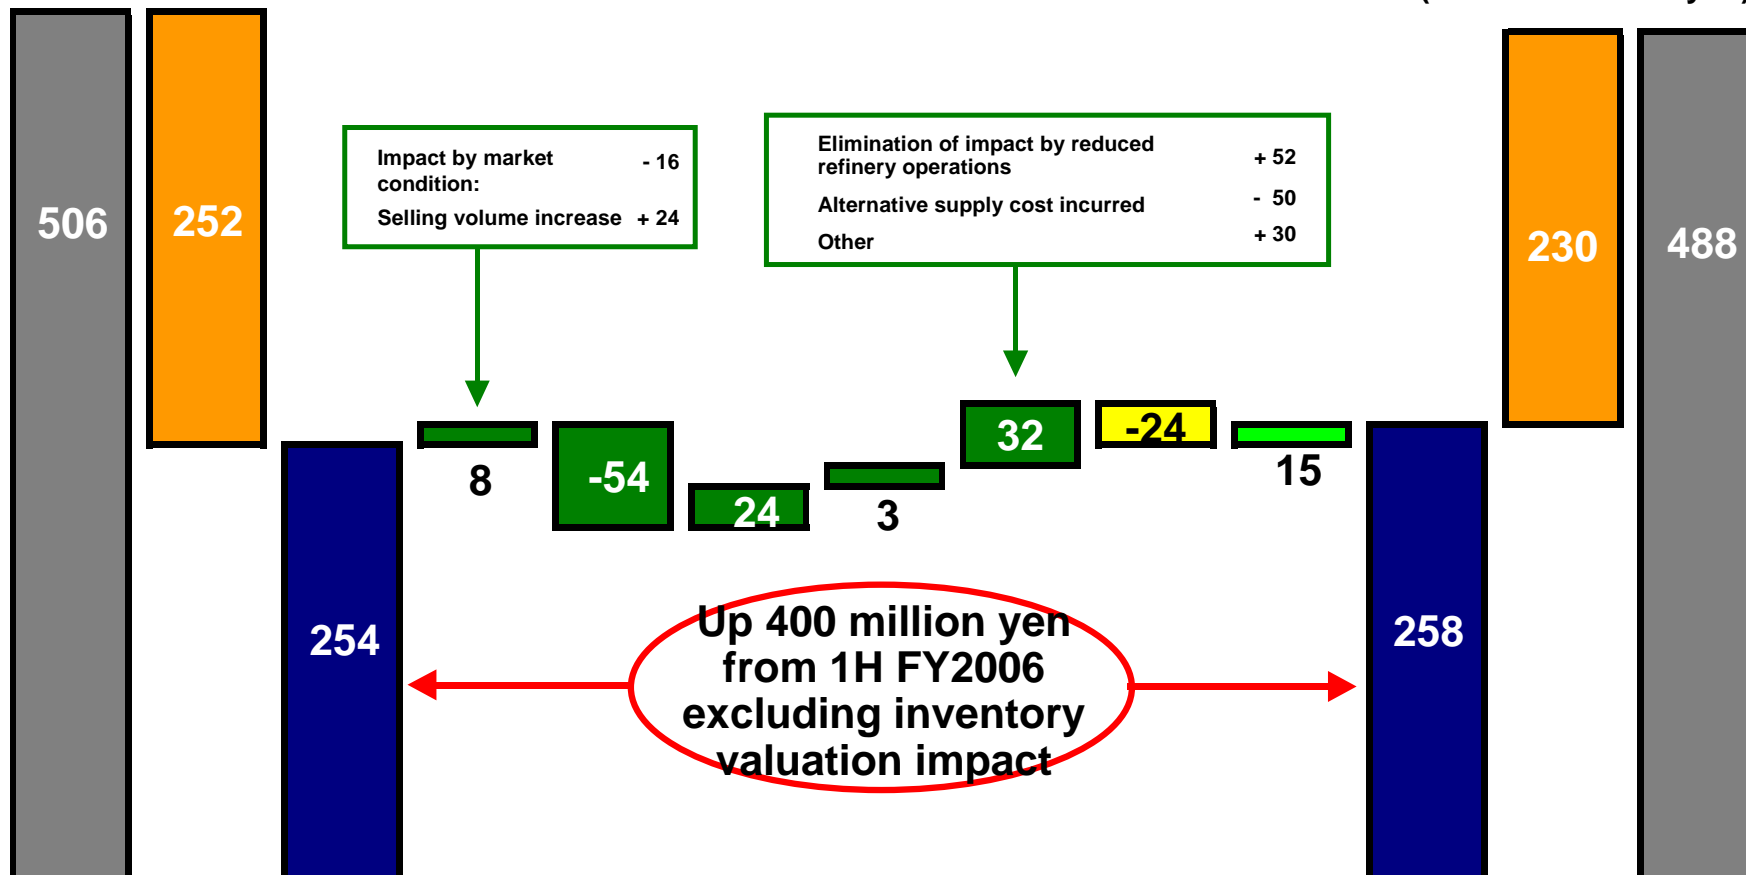 506
252
Impact by market - 16
condition:
Selling volume increase + 24
Elimination of impact by reduced
refinery operations + 52
Alternative supply cost incurred - 50
Other + 30
230
488
32
-24
8
-54
24
3
15
254
258
Up 400 million yen
from 1H FY2006
excluding inventory
valuation impact